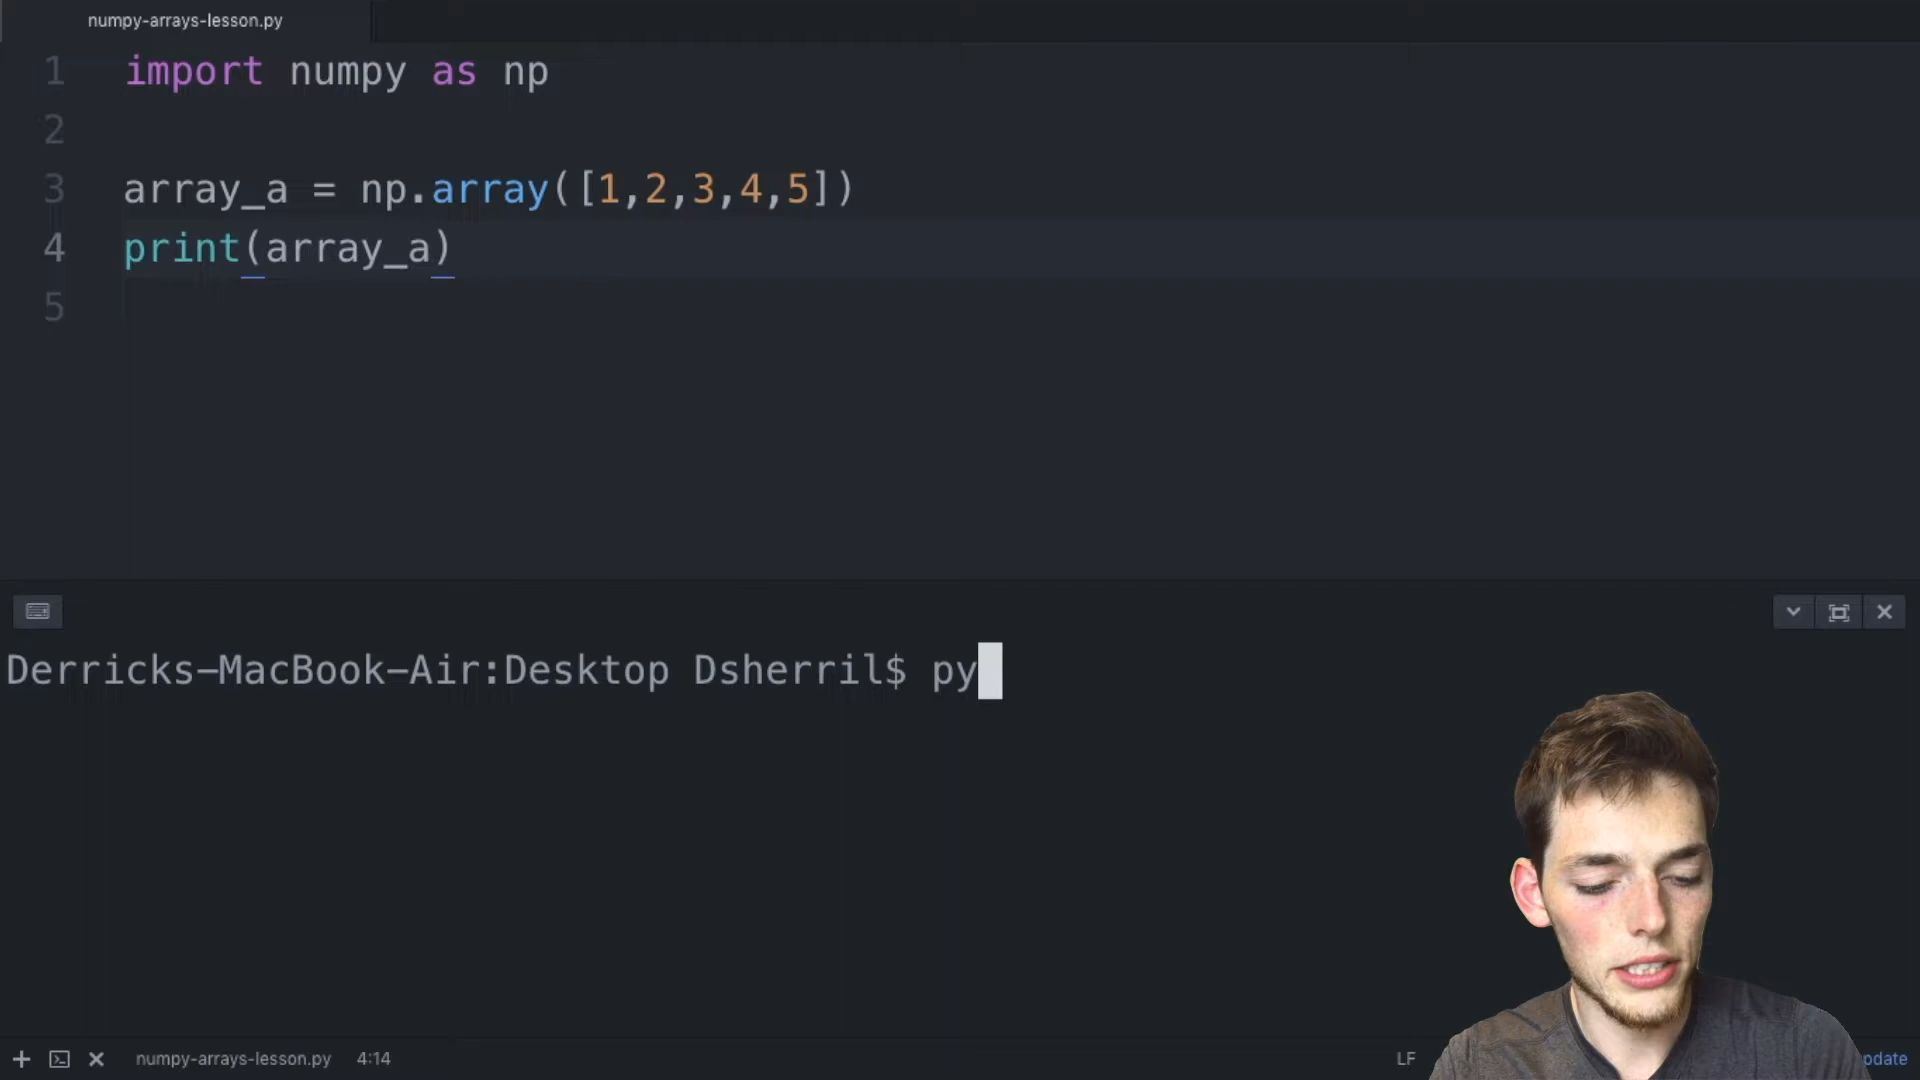 numpy-arrays-lesson.py
1 import numpy as np
2
3 array_a = np.array([1,2,3,4,5])
4 print(array_a)
5
Derricks-MacBook-Air:Desktop Dsherril$ py
numpy-arrays-lesson.py 4:14 LF